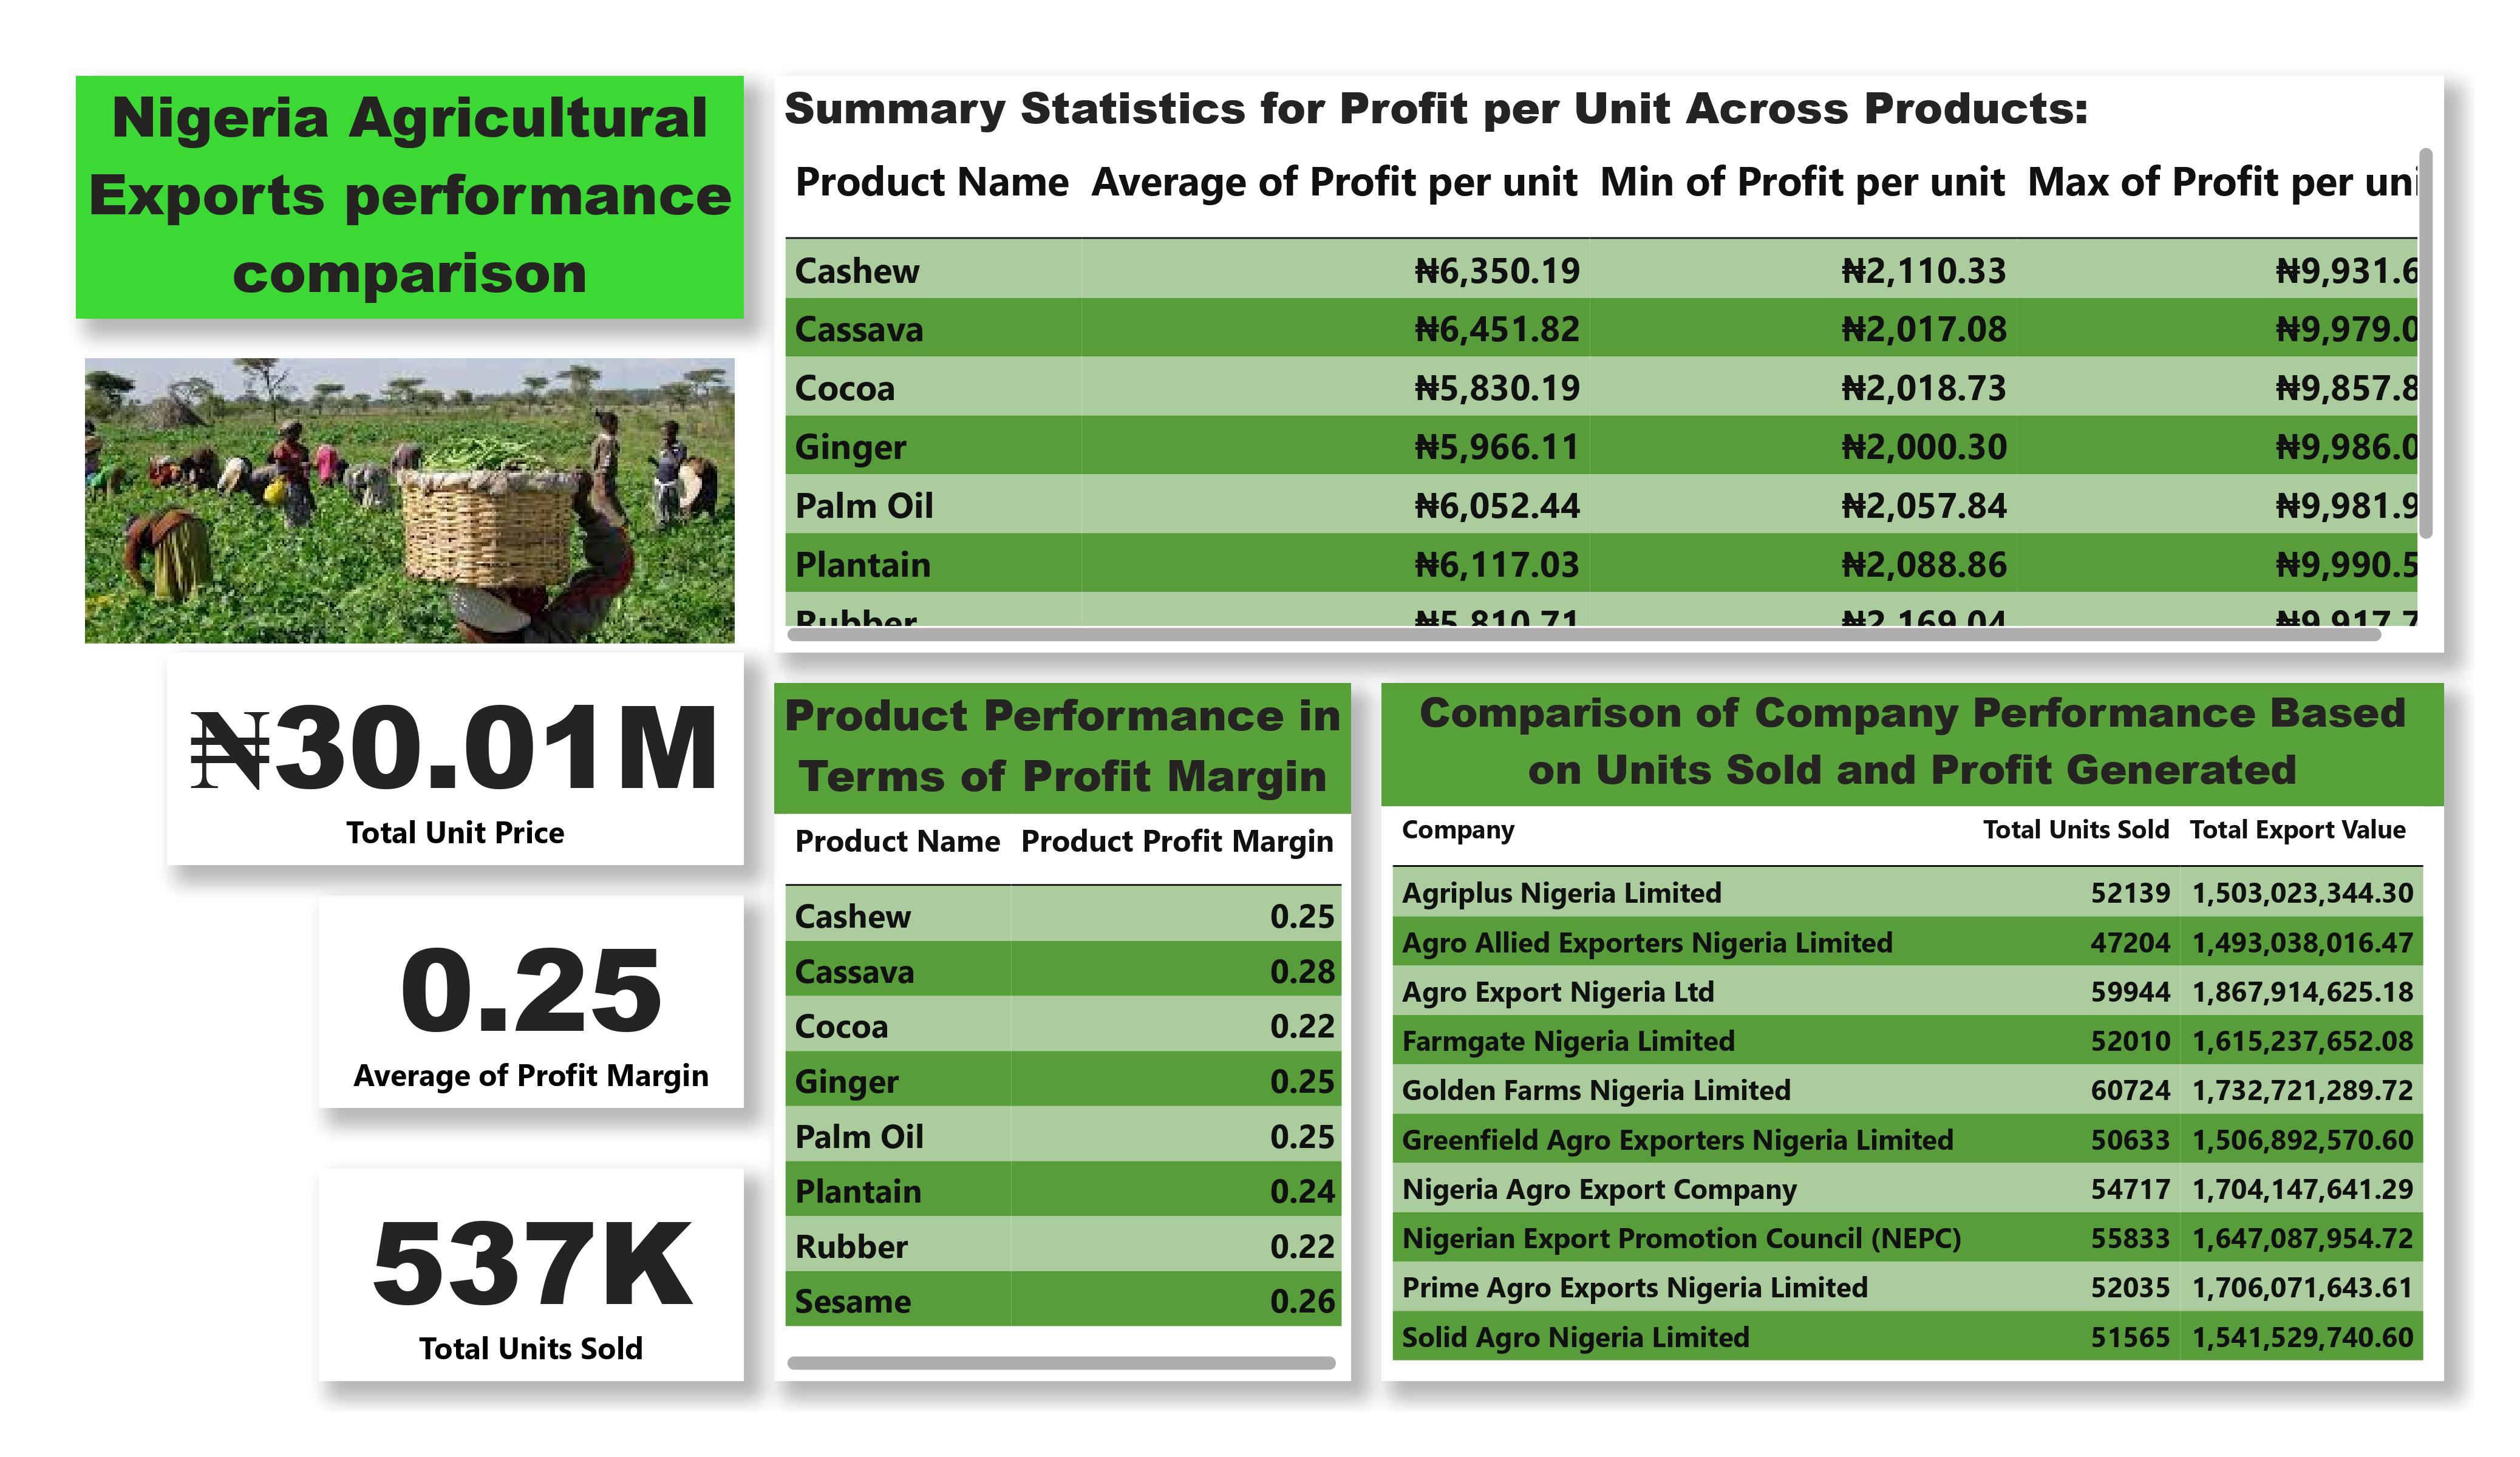 Nigeria Agricultural
Exports performance
comparison
Summary Statistics for Profit per Unit Across Products:
Product Name Average of Profit per unit Min of Profit per unit Max of Profit per uni
Cashew ₦6,350.19 ₦2,110.33 ₦9,931.6
Cassava ₦6,451.82 ₦2,017.08 ₦9,979.0
Cocoa ₦5,830.19 ₦2,018.73 ₦9,857.8
Ginger ₦5,966.11 ₦2,000.30 ₦9,986.0
Palm Oil ₦6,052.44 ₦2,057.84 ₦9,981.9
Plantain ₦6,117.03 ₦2,088.86 ₦9,990.5
Rubber ₦5,810.71 ₦2,169.04 ₦9,917.7
₦30.01M
Total Unit Price
0.25
Average of Profit Margin
537K
Total Units Sold
Product Performance in
Terms of Profit Margin
Product Name Product Profit Margin
Cashew 0.25
Cassava 0.28
Cocoa 0.22
Ginger 0.25
Palm Oil 0.25
Plantain 0.24
Rubber 0.22
Sesame 0.26
Comparison of Company Performance Based
on Units Sold and Profit Generated
Company Total Units Sold Total Export Value
Agriplus Nigeria Limited 52139 1,503,023,344.30
Agro Allied Exporters Nigeria Limited 47204 1,493,038,016.47
Agro Export Nigeria Ltd 59944 1,867,914,625.18
Farmgate Nigeria Limited 52010 1,615,237,652.08
Golden Farms Nigeria Limited 60724 1,732,721,289.72
Greenfield Agro Exporters Nigeria Limited 50633 1,506,892,570.60
Nigeria Agro Export Company 54717 1,704,147,641.29
Nigerian Export Promotion Council (NEPC) 55833 1,647,087,954.72
Prime Agro Exports Nigeria Limited 52035 1,706,071,643.61
Solid Agro Nigeria Limited 51565 1,541,529,740.60